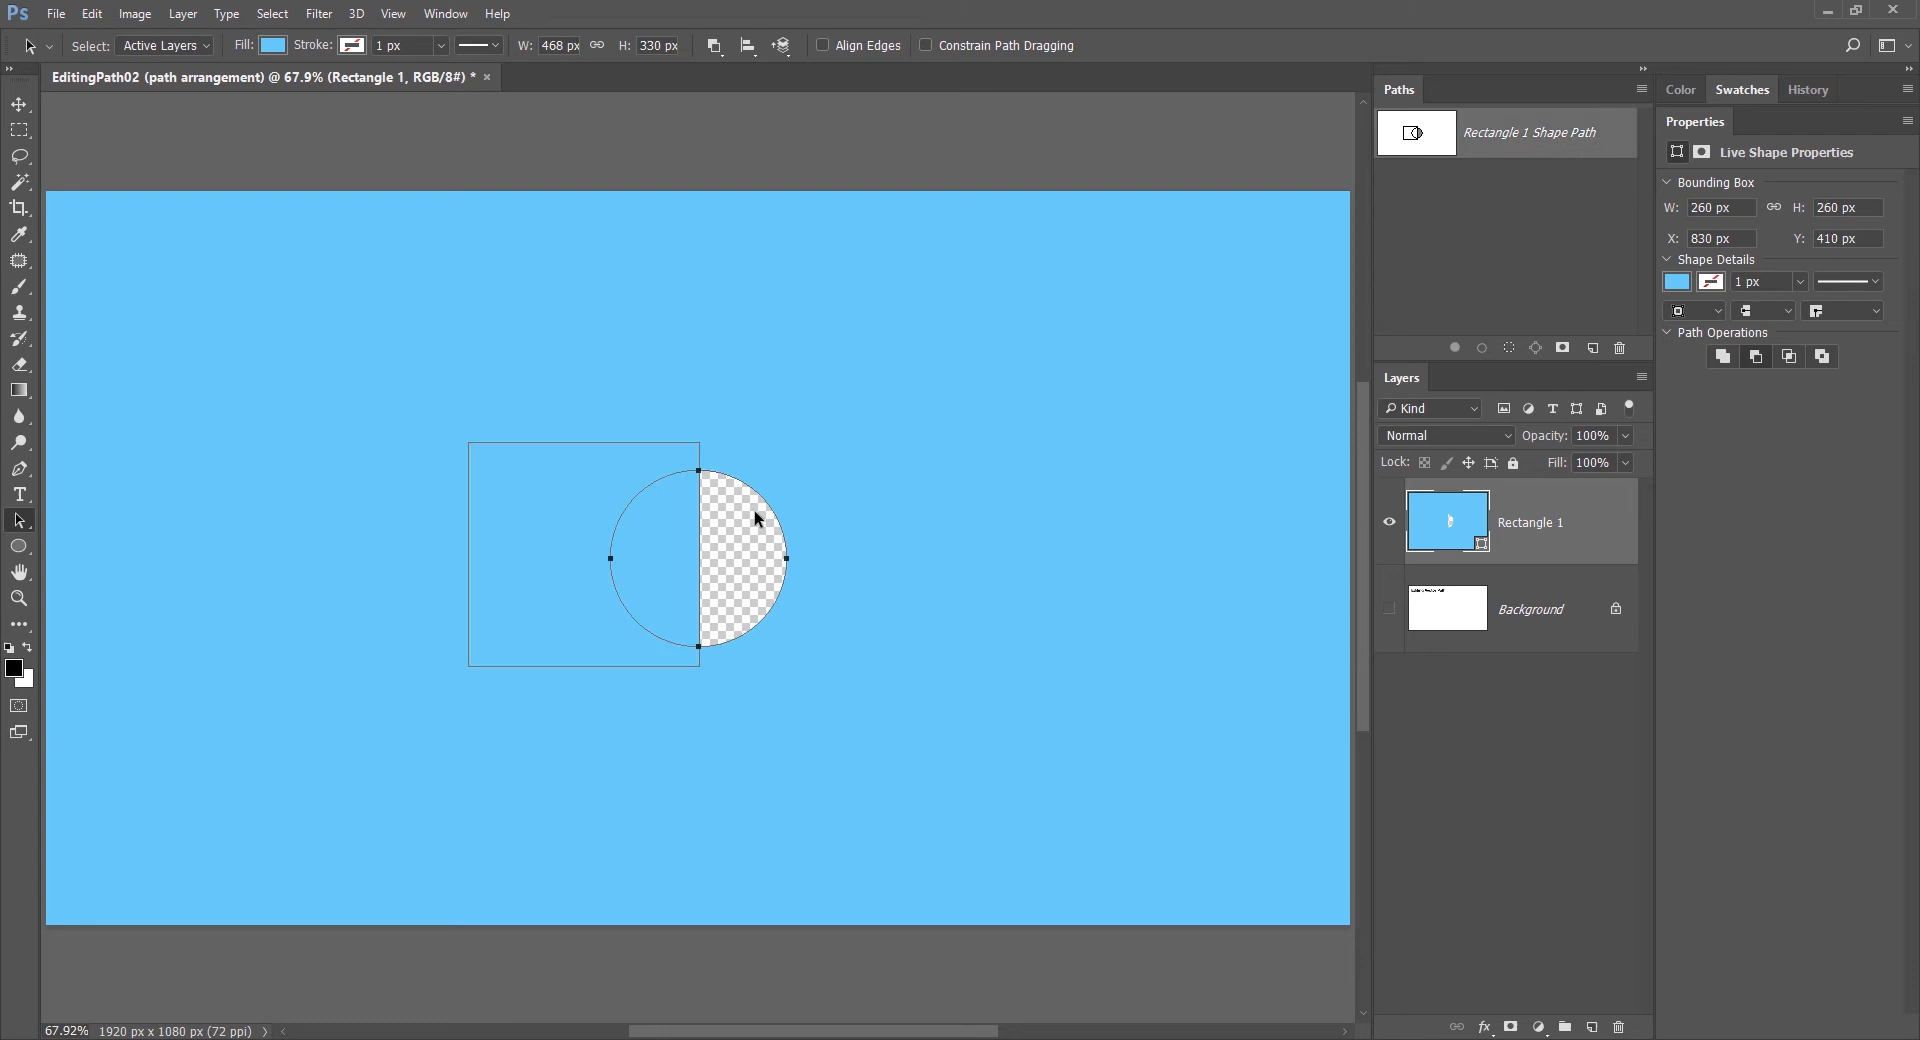 Ps File Edit Image Layer Type Select Filter 3D View Window Help
Select: Active Layers Fill: Stroke: 1 px W: 468 px H: 330 px Align Edges Constrain Path Dragging
EditingPath02 (path arrangement) @ 67.9% (Rectangle 1, RGB/8#) * ×
Paths
Rectangle 1 Shape Path
Color Swatches History
Properties
Live Shape Properties
Bounding Box
W: 260 px H: 260 px
X: 830 px Y: 410 px
Shape Details
1 px
Path Operations
Layers
Kind
Normal Opacity: 100%
Lock: Fill: 100%
Rectangle 1
Background
67.92% 1920 px x 1080 px (72 ppi)